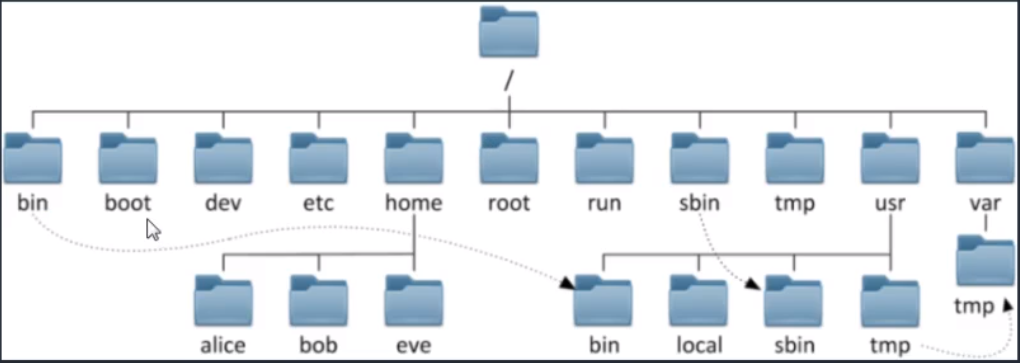 /
bin boot dev etc home root run sbin tmp usr var
tmp
alice bob eve bin local sbin tmp